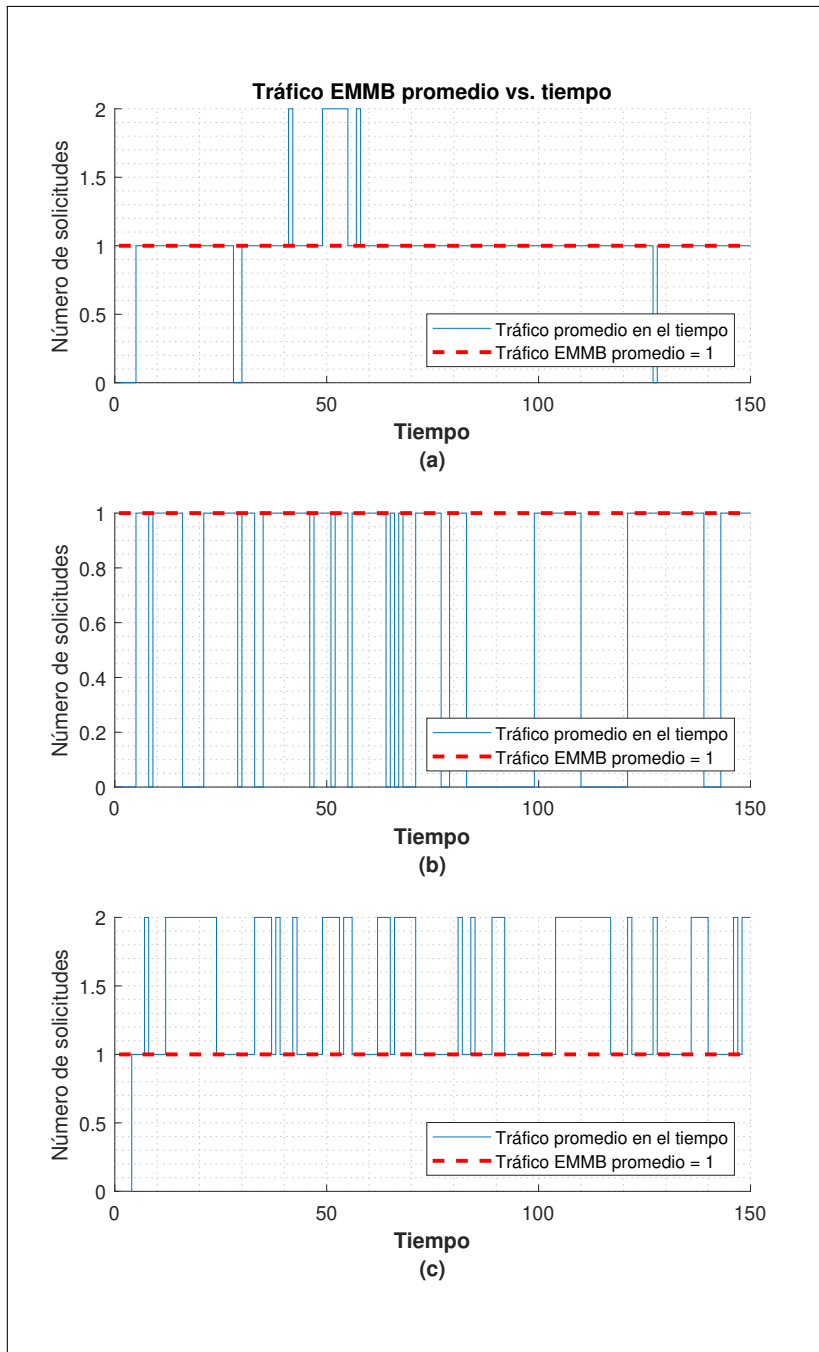 Tráfico EMMB promedio vs. tiempo
2
1.5
1
0.5
0
Número de solicitudes
Tráfico promedio en el tiempo
Tráfico EMMB promedio = 1
0 50 100 150
Tiempo
(a)
1
0.8
0.6
0.4
0.2
0
Número de solicitudes
Tráfico promedio en el tiempo
Tráfico EMMB promedio = 1
0 50 100 150
Tiempo
(b)
2
1.5
1
0.5
0
Número de solicitudes
Tráfico promedio en el tiempo
Tráfico EMMB promedio = 1
0 50 100 150
Tiempo
(c)